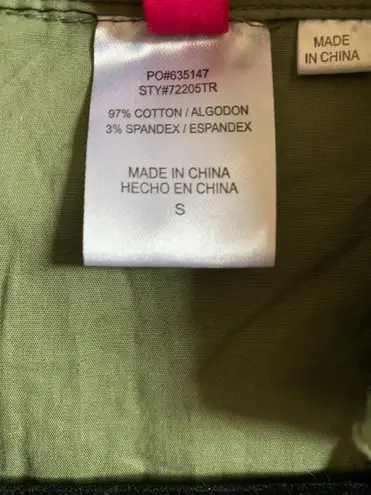 PO#635147
STY#72205TR
97% COTTON / ALGODON
3% SPANDEX / ESPANDEX
MADE IN CHINA
HECHO EN CHINA
S
MADE
IN CHINA